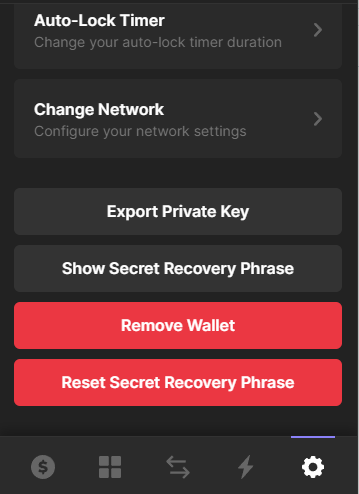 Auto-Lock Timer
Change your auto-lock timer duration
Change Network
Configure your network settings
Export Private Key
Show Secret Recovery Phrase
Remove Wallet
Reset Secret Recovery Phrase
$